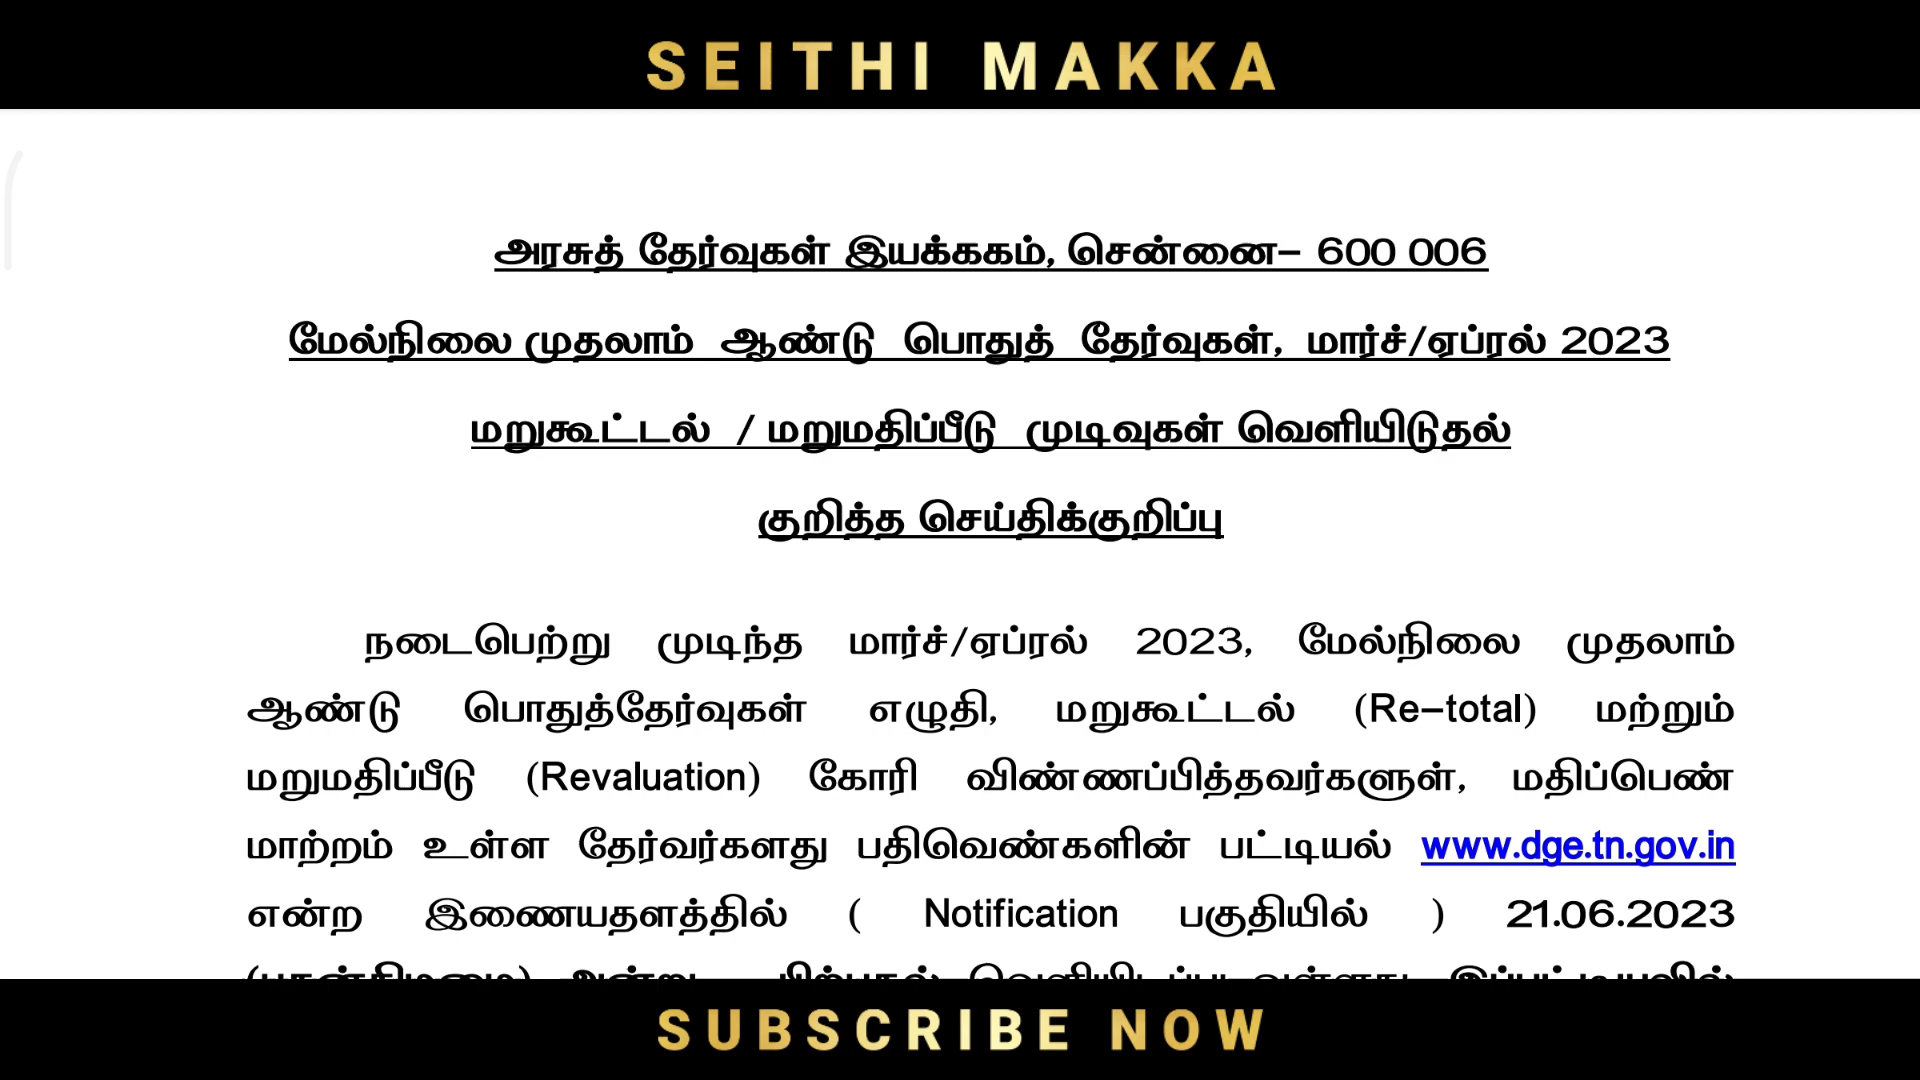 SEITHI MAKKA
அரசுத் தேர்வுகள் இயக்ககம், சென்னை– 600 006
மேல்நிலை முதலாம் ஆண்டு பொதுத் தேர்வுகள், மார்ச்/ஏப்ரல் 2023
மறுகூட்டல் / மறுமதிப்பீடு முடிவுகள் வெளியிடுதல்
குறித்த செய்திக்குறிப்பு
நடைபெற்று முடிந்த மார்ச்/ஏப்ரல் 2023, மேல்நிலை முதலாம்
ஆண்டு பொதுத்தேர்வுகள் எழுதி, மறுகூட்டல் (Re–total) மற்றும்
மறுமதிப்பீடு (Revaluation) கோரி விண்ணப்பித்தவர்களுள், மதிப்பெண்
மாற்றம் உள்ள தேர்வர்களது பதிவெண்களின் பட்டியல் www.dge.tn.gov.in
என்ற இணையதளத்தில் ( Notification பகுதியில் ) 21.06.2023
SUBSCRIBE NOW